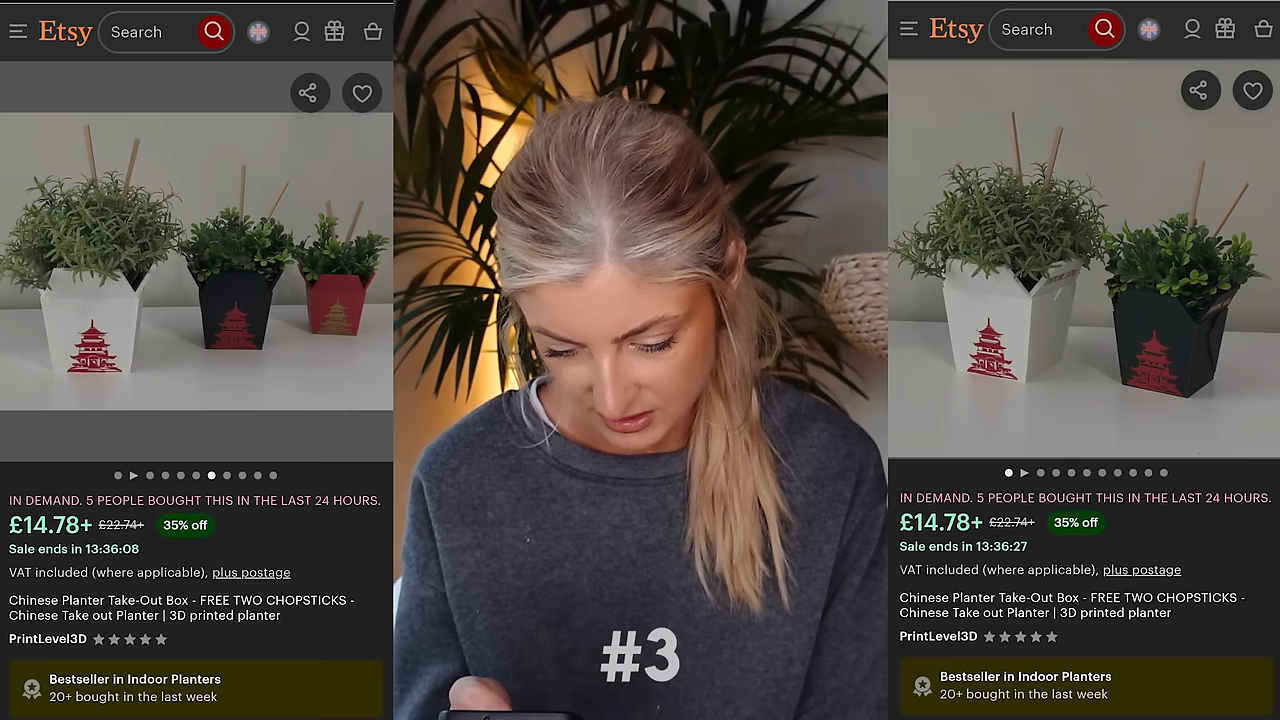 Etsy
Search
IN DEMAND. 5 PEOPLE BOUGHT THIS IN THE LAST 24 HOURS.
£14.78+ £22.74+ 35% off
Sale ends in 13:36:08
VAT included (where applicable), plus postage
Chinese Planter Take-Out Box - FREE TWO CHOPSTICKS -
Chinese Take out Planter | 3D printed planter
PrintLevel3D
Bestseller in Indoor Planters
20+ bought in the last week
#3
Etsy
Search
IN DEMAND. 5 PEOPLE BOUGHT THIS IN THE LAST 24 HOURS.
£14.78+ £22.74+ 35% off
Sale ends in 13:36:27
VAT included (where applicable), plus postage
Chinese Planter Take-Out Box - FREE TWO CHOPSTICKS -
Chinese Take out Planter | 3D printed planter
PrintLevel3D
Bestseller in Indoor Planters
20+ bought in the last week